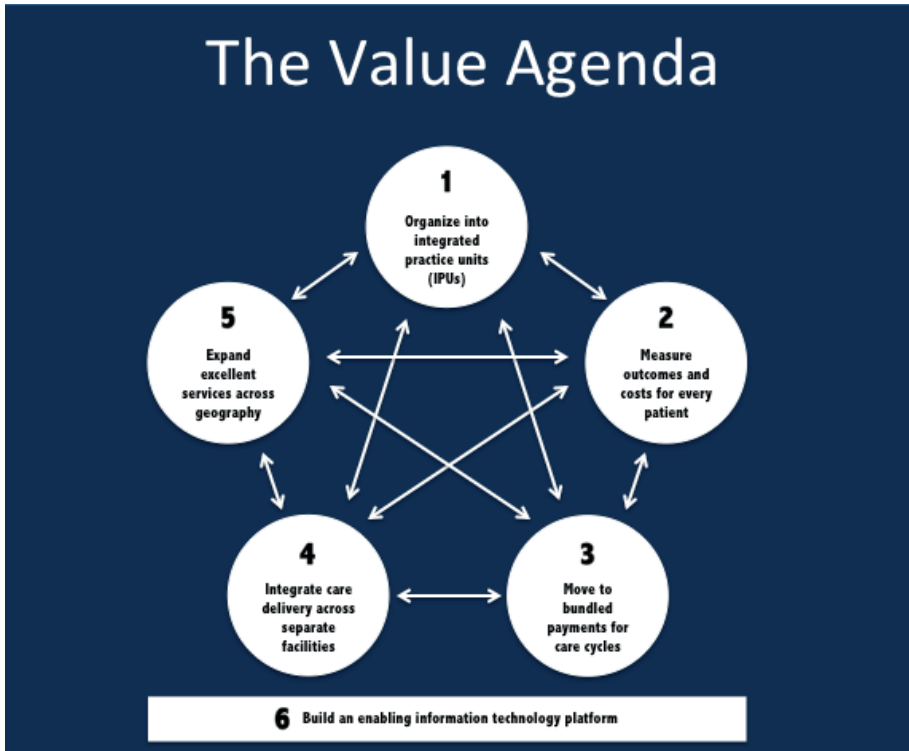 The Value Agenda
1
Organize into
integrated
practice units
(IPUs)
5
Expand
excellent
services across
geography
2
Measure
outcomes and
costs for every
patient
4
Integrate care
delivery across
separate
facilities
3
Move to
bundled
payments for
care cycles
6 Build an enabling information technology platform